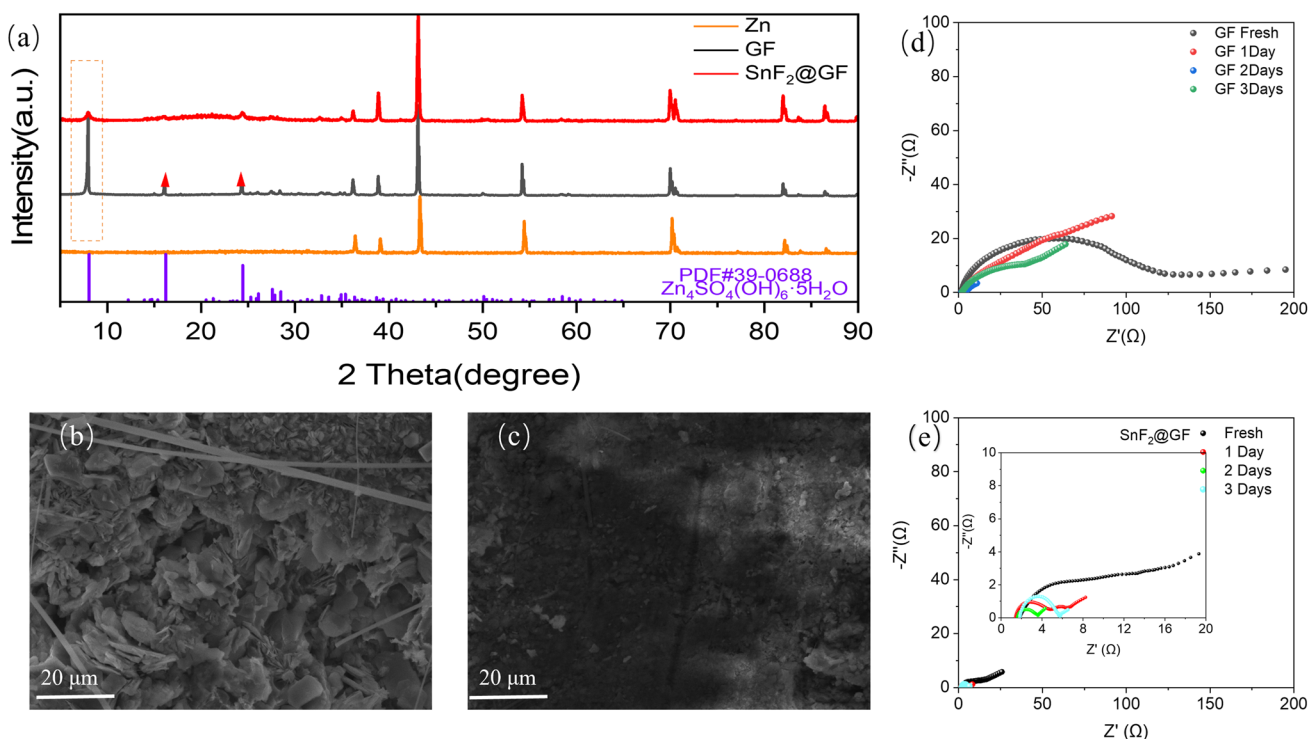 (a)
Zn
GF
SnF₂@GF
Intensity(a.u.)
PDF#39-0688
Zn₄SO₄(OH)₆·5H₂O
10 20 30 40 50 60 70 80 90
2 Theta(degree)
(b)
20 μm
(c)
20 μm
(d)
GF Fresh
GF 1Day
GF 2Days
GF 3Days
100
80
60
40
20
0
-Z''(Ω)
0 50 100 150 200
Z'(Ω)
(e)
SnF₂@GF
Fresh
1 Day
2 Days
3 Days
100
80
60
40
20
0
-Z''(Ω)
10
8
6
4
2
0
-Z''(Ω)
0 4 8 12 16 20
Z' (Ω)
0 50 100 150 200
Z' (Ω)